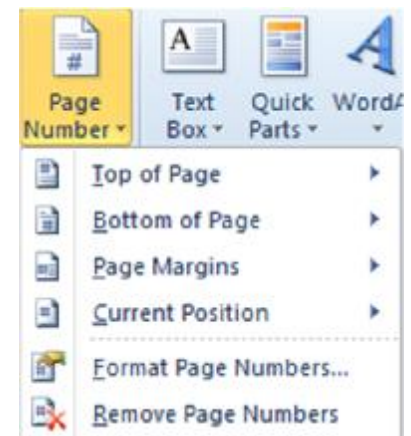 Page Text Quick WordA
Number Box Parts
Top of Page
Bottom of Page
Page Margins
Current Position
Format Page Numbers...
Remove Page Numbers